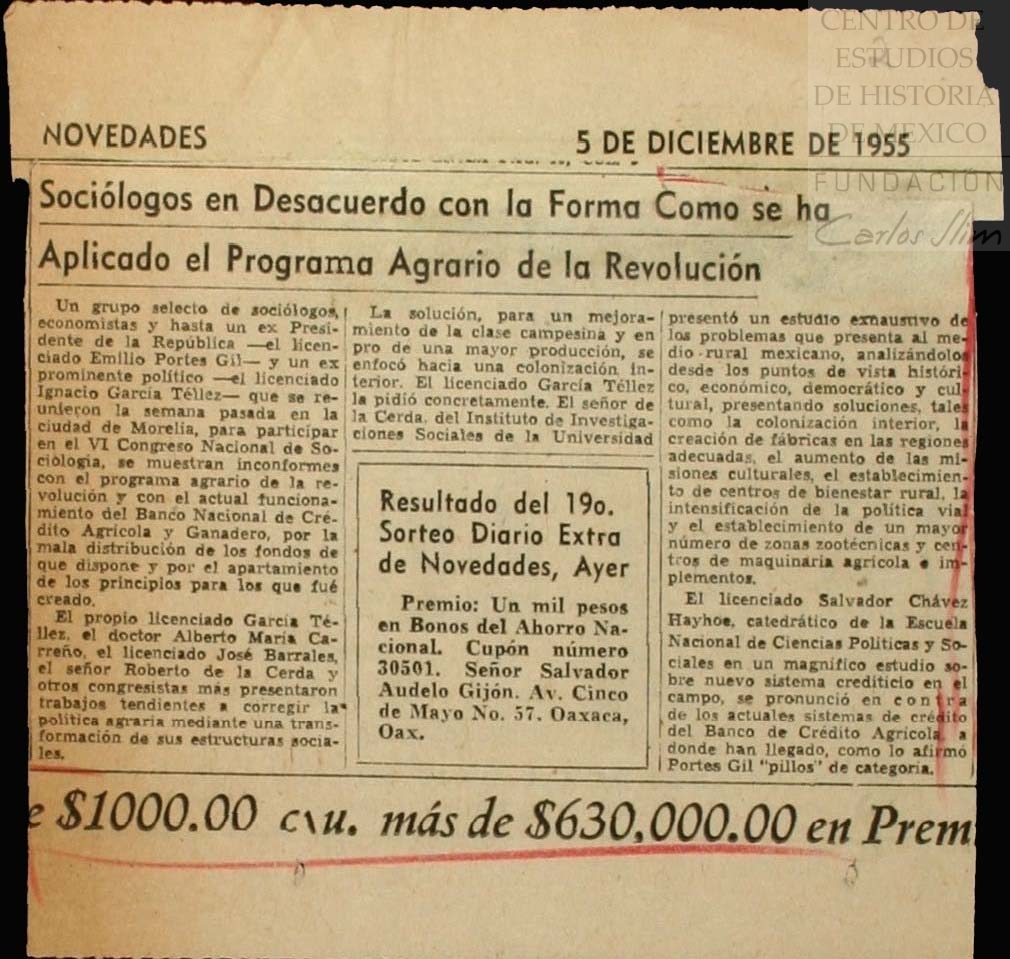 CENTRO DE
ESTUDIOS
DE HISTORIA
DE MEXICO
FUNDACIÓN
Carlos Slim
NOVEDADES
5 DE DICIEMBRE DE 1955
Sociólogos en Desacuerdo con la Forma Como se ha
Aplicado el Programa Agrario de la Revolución
Un grupo selecto de sociólogos,
economistas y hasta un ex Presi-
dente de la República —el licen-
ciado Emilio Portes Gil— y un ex
prominente político —el licenciado
Ignacio García Téllez— que se re-
unieron la semana pasada en la
ciudad de Morelia, para participar
en el VI Congreso Nacional de So-
ciología, se muestran inconformes
con el programa agrario de la re-
volución y con el actual funciona-
miento del Banco Nacional de Cré-
dito Agrícola y Ganadero, por la
mala distribución de los fondos de
que dispone y por el apartamiento
de los principios para los que fué
creado.
El propio licenciado García Té-
llez, el doctor Alberto María Ca-
rreño, el licenciado José Barrales,
el señor Roberto de la Cerda y
otros congresistas más presentaron
trabajos tendientes a corregir la
política agraria mediante una trans-
formación de sus estructuras socia-
les.
La solución, para un mejora-
miento de la clase campesina y en
pro de una mayor producción, se
enfocó hacia una colonización in-
terior. El licenciado García Téllez
la pidió concretamente. El señor de
la Cerda, del Instituto de Investiga-
ciones Sociales de la Universidad
Resultado del 19o.
Sorteo Diario Extra
de Novedades, Ayer
Premio: Un mil pesos
en Bonos del Ahorro Na-
cional. Cupón número
30501. Señor Salvador
Audelo Gijón. Av. Cinco
de Mayo No. 57. Oaxaca,
Oax.
presentó un estudio exhaustivo de
los problemas que presenta al me-
dio rural mexicano, analizándolos
desde los puntos de vista históri-
co, económico, democrático y cul-
tural, presentando soluciones, tales
como la colonización interior, la
creación de fábricas en las regiones
adecuadas, el aumento de las mi-
siones culturales, el establecimien-
to de centros de bienestar rural, la
intensificación de la política vial
y el establecimiento de un mayor
número de zonas zootécnicas y cen-
tros de maquinaria agrícola e im-
plementos.
El licenciado Salvador Chávez
Hayhoe, catedrático de la Escuela
Nacional de Ciencias Políticas y So-
ciales en un magnífico estudio so-
bre nuevo sistema crediticio en el
campo, se pronunció en contra
de los actuales sistemas de crédito
del Banco de Crédito Agrícola, a
donde han llegado, como lo afirmó
Portes Gil "pillos" de categoría.
e $1000.00 c\u. más de $630,000.00 en Prem